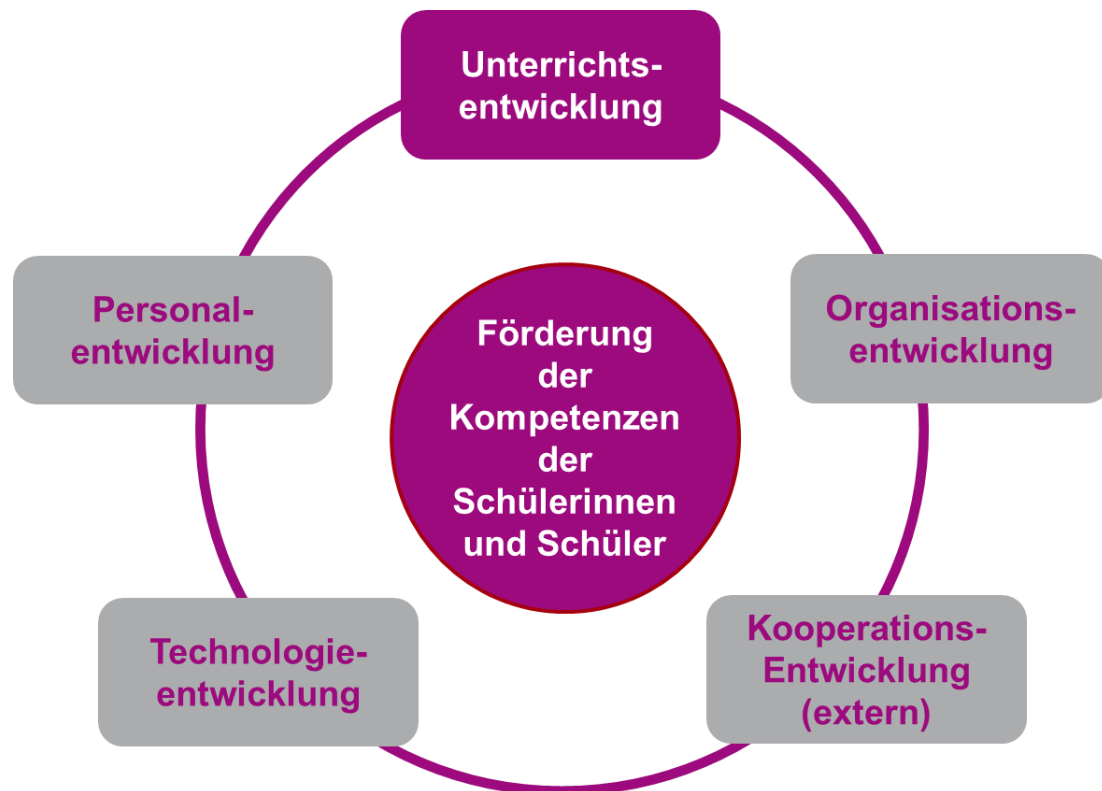 Unterrichts-
entwicklung
Personal-
entwicklung
Organisations-
entwicklung
Förderung
der
Kompetenzen
der
Schülerinnen
und Schüler
Technologie-
entwicklung
Kooperations-
Entwicklung
(extern)